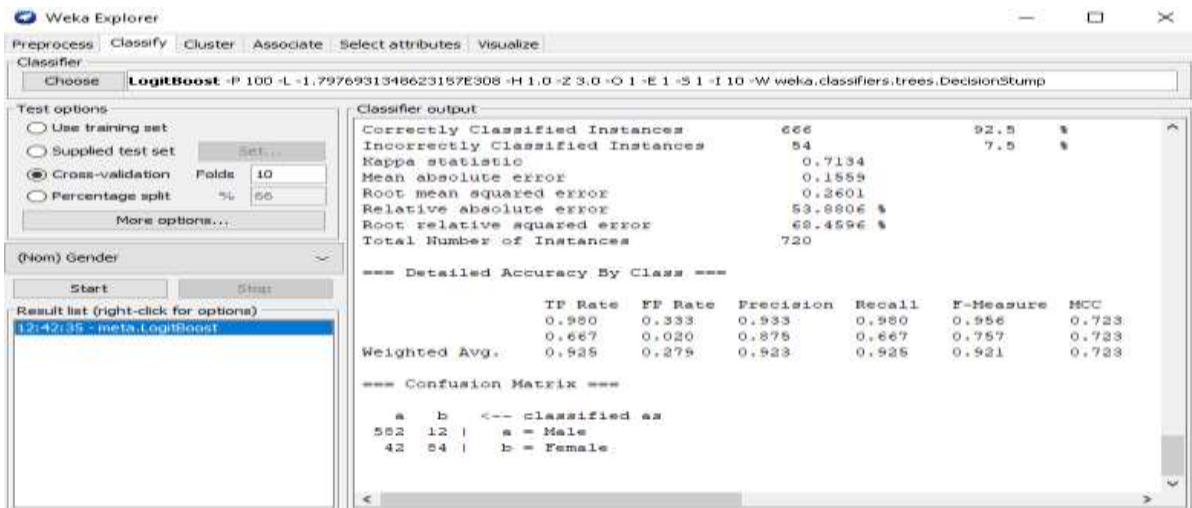 Weka Explorer
Preprocess Classify Cluster Associate Select attributes Visualize
Classifier
Choose LogitBoost -P 100 -L -1.7976931348623157E308 -H 1.0 -Z 3.0 -O 1 -E 1 -S 1 -I 10 -W weka.classifiers.trees.DecisionStump
Test options
Use training set
Supplied test set Set...
Cross-validation Folds 10
Percentage split % 66
More options...
(Nom) Gender
Start Stop
Result list (right-click for options)
12:42:35 - meta.LogitBoost
Classifier output
Correctly Classified Instances 666 92.5 %
Incorrectly Classified Instances 54 7.5 %
Kappa statistic 0.7134
Mean absolute error 0.1559
Root mean squared error 0.2601
Relative absolute error 53.8806 %
Root relative squared error 68.4596 %
Total Number of Instances 720
=== Detailed Accuracy By Class ===
TP Rate FP Rate Precision Recall F-Measure MCC
0.980 0.333 0.933 0.980 0.956 0.723
0.667 0.020 0.875 0.667 0.757 0.723
Weighted Avg. 0.925 0.279 0.923 0.925 0.921 0.723
=== Confusion Matrix ===
a b <-- classified as
582 12 | a = Male
42 84 | b = Female